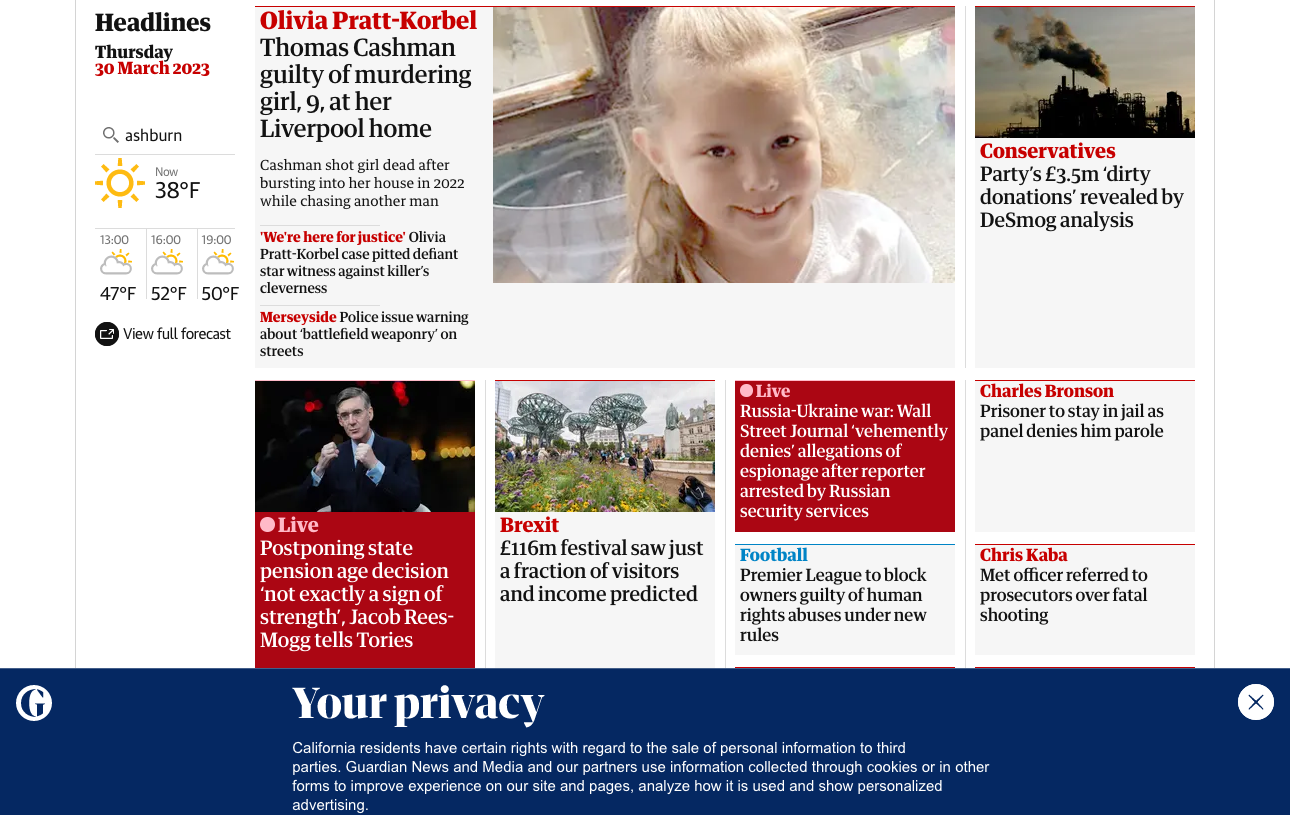 Headlines
Thursday
30 March 2023
ashburn
Now
38°F
13:00
16:00
19:00
47°F
52°F
50°F
View full forecast
Olivia Pratt-Korbel
Thomas Cashman
guilty of murdering
girl, 9, at her
Liverpool home
Cashman shot girl dead after
bursting into her house in 2022
while chasing another man
'We're here for justice' Olivia
Pratt-Korbel case pitted defiant
star witness against killer's
cleverness
Merseyside Police issue warning
about ‘battlefield weaponry’ on
streets
Conservatives
Party’s £3.5m ‘dirty
donations’ revealed by
DeSmog analysis
Live
Postponing state
pension age decision
‘not exactly a sign of
strength’, Jacob Rees-
Mogg tells Tories
Brexit
£116m festival saw just
a fraction of visitors
and income predicted
Live
Russia-Ukraine war: Wall
Street Journal ‘vehemently
denies’ allegations of
espionage after reporter
arrested by Russian
security services
Football
Premier League to block
owners guilty of human
rights abuses under new
rules
Charles Bronson
Prisoner to stay in jail as
panel denies him parole
Chris Kaba
Met officer referred to
prosecutors over fatal
shooting
G
Your privacy
California residents have certain rights with regard to the sale of personal information to third
parties. Guardian News and Media and our partners use information collected through cookies or in other
forms to improve experience on our site and pages, analyze how it is used and show personalized
advertising.